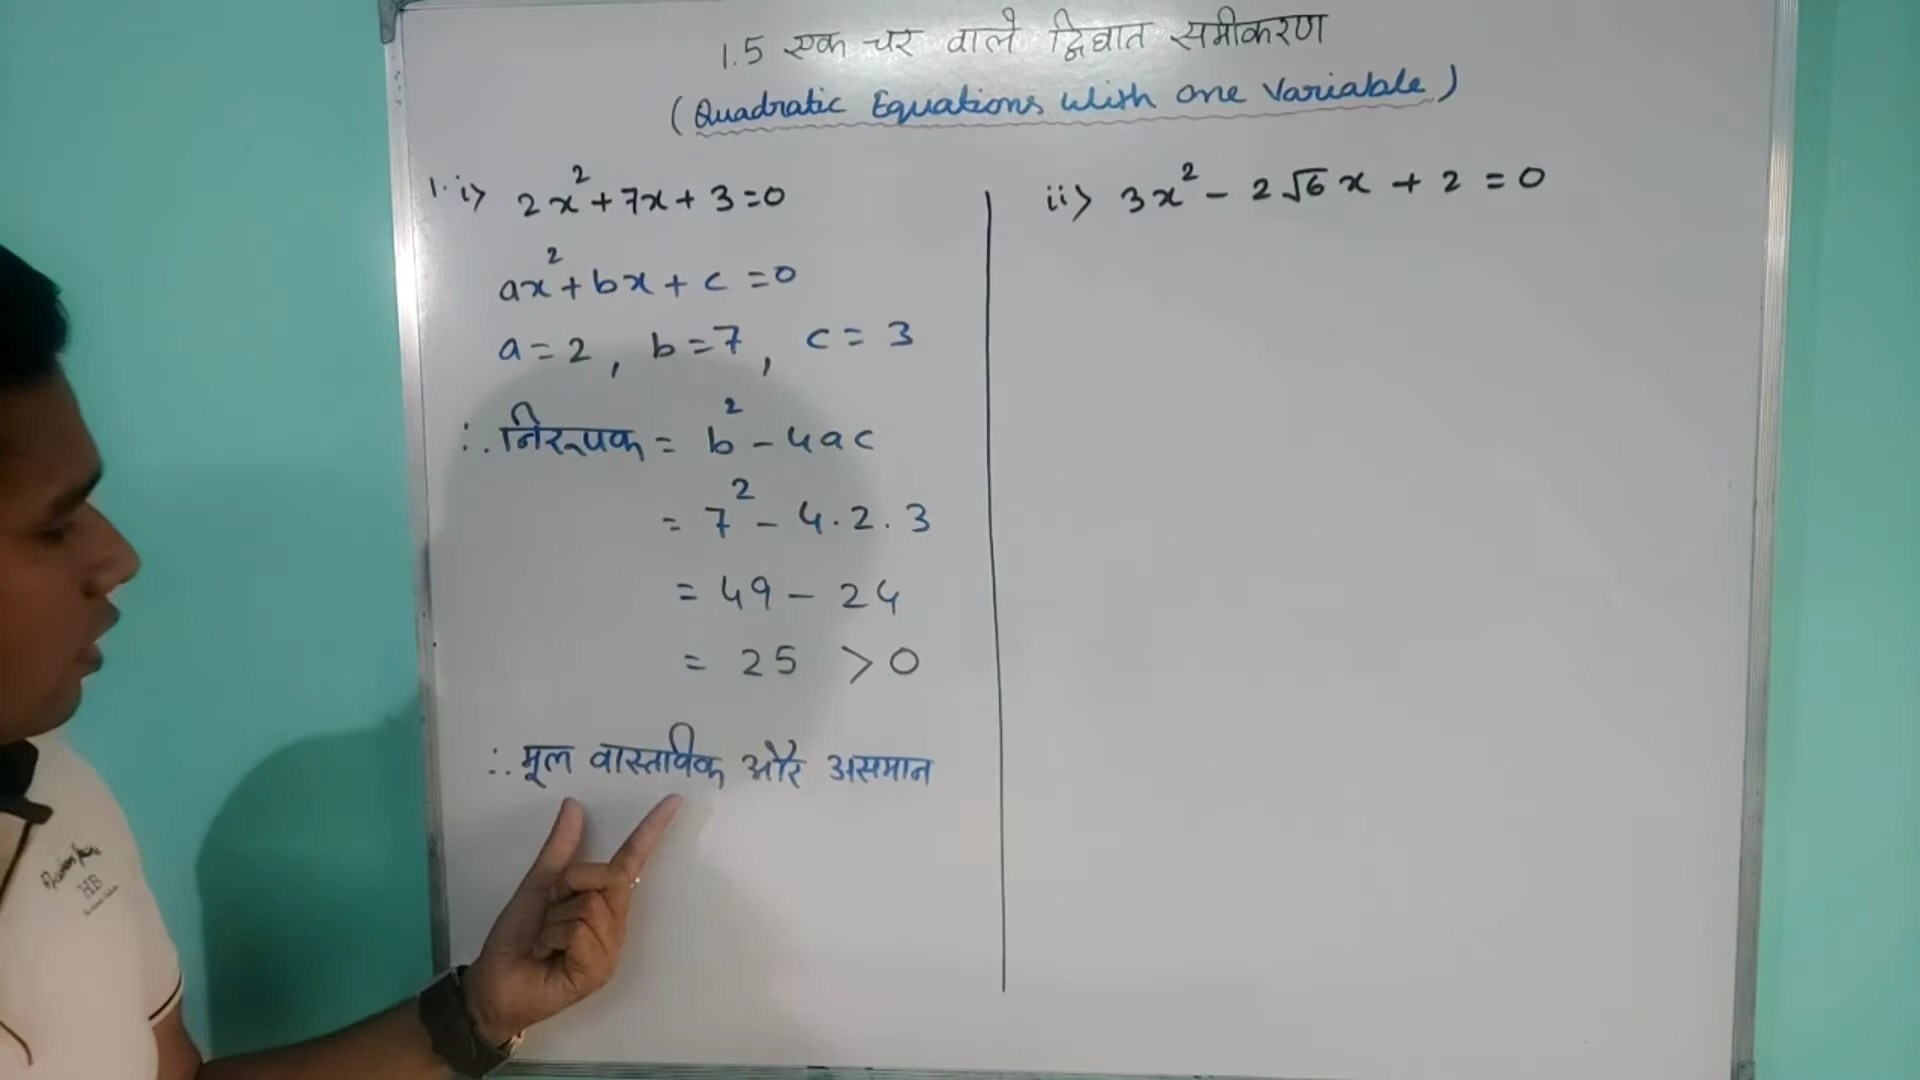 1.5 एक चर वाले द्विघात समीकरण
(Quadratic Equations With one Variable)
1. i> 2x²+7x+3=0
ax²+bx+c=0
a=2, b=7, c=3
∴ निरूपक = b²-4ac
= 7²-4.2.3
= 49-24
= 25 >0
∴ मूल वास्तविक और असमान
ii> 3x²-2√6x+2=0
HB